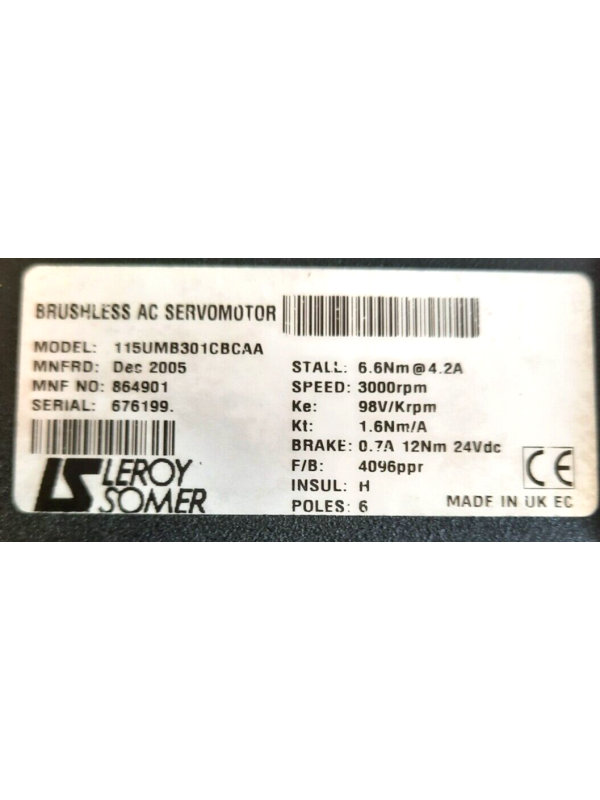 BRUSHLESS AC SERVOMOTOR
MODEL: 115UMB301CBCAA
MNFRD: Dec 2005
MNF NO: 864901
SERIAL: 676199.
LEROY
SOMER
STALL: 6.6Nm@4.2A
SPEED: 3000rpm
Ke: 98V/Krpm
Kt: 1.6Nm/A
BRAKE: 0.7A 12Nm 24Vdc
F/B: 4096ppr
INSUL: H
POLES: 6
CE
MADE IN UK EC